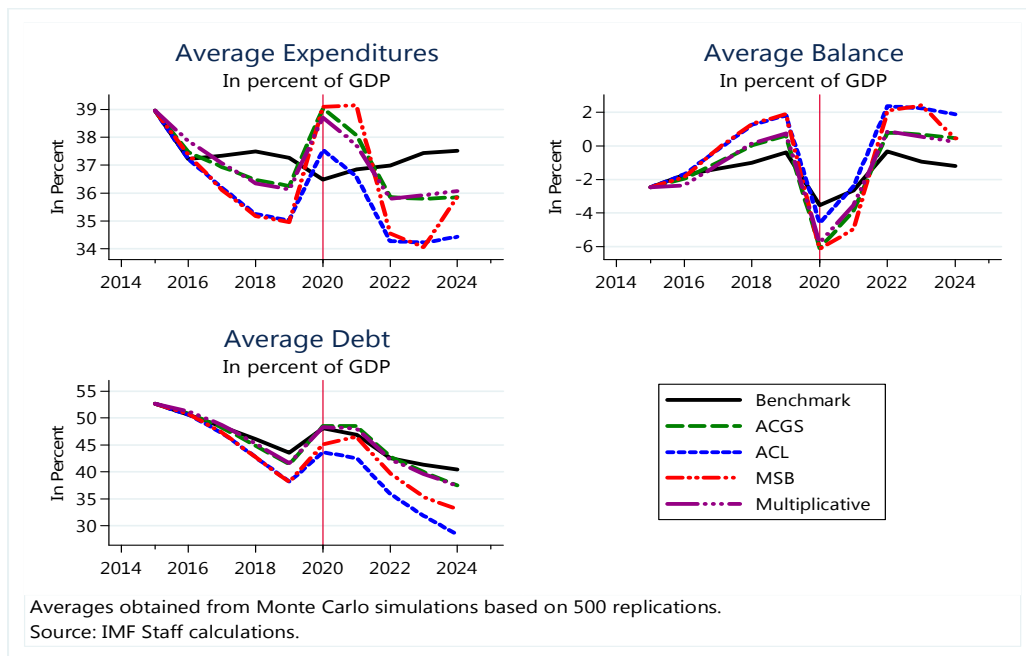 Average Expenditures
In percent of GDP
In Percent
39
38
37
36
35
34
2014 2016 2018 2020 2022 2024
Average Balance
In percent of GDP
In Percent
2
0
-2
-4
-6
2014 2016 2018 2020 2022 2024
Average Debt
In percent of GDP
In Percent
55
50
45
40
35
30
2014 2016 2018 2020 2022 2024
Benchmark
ACGS
ACL
MSB
Multiplicative
Averages obtained from Monte Carlo simulations based on 500 replications.
Source: IMF Staff calculations.